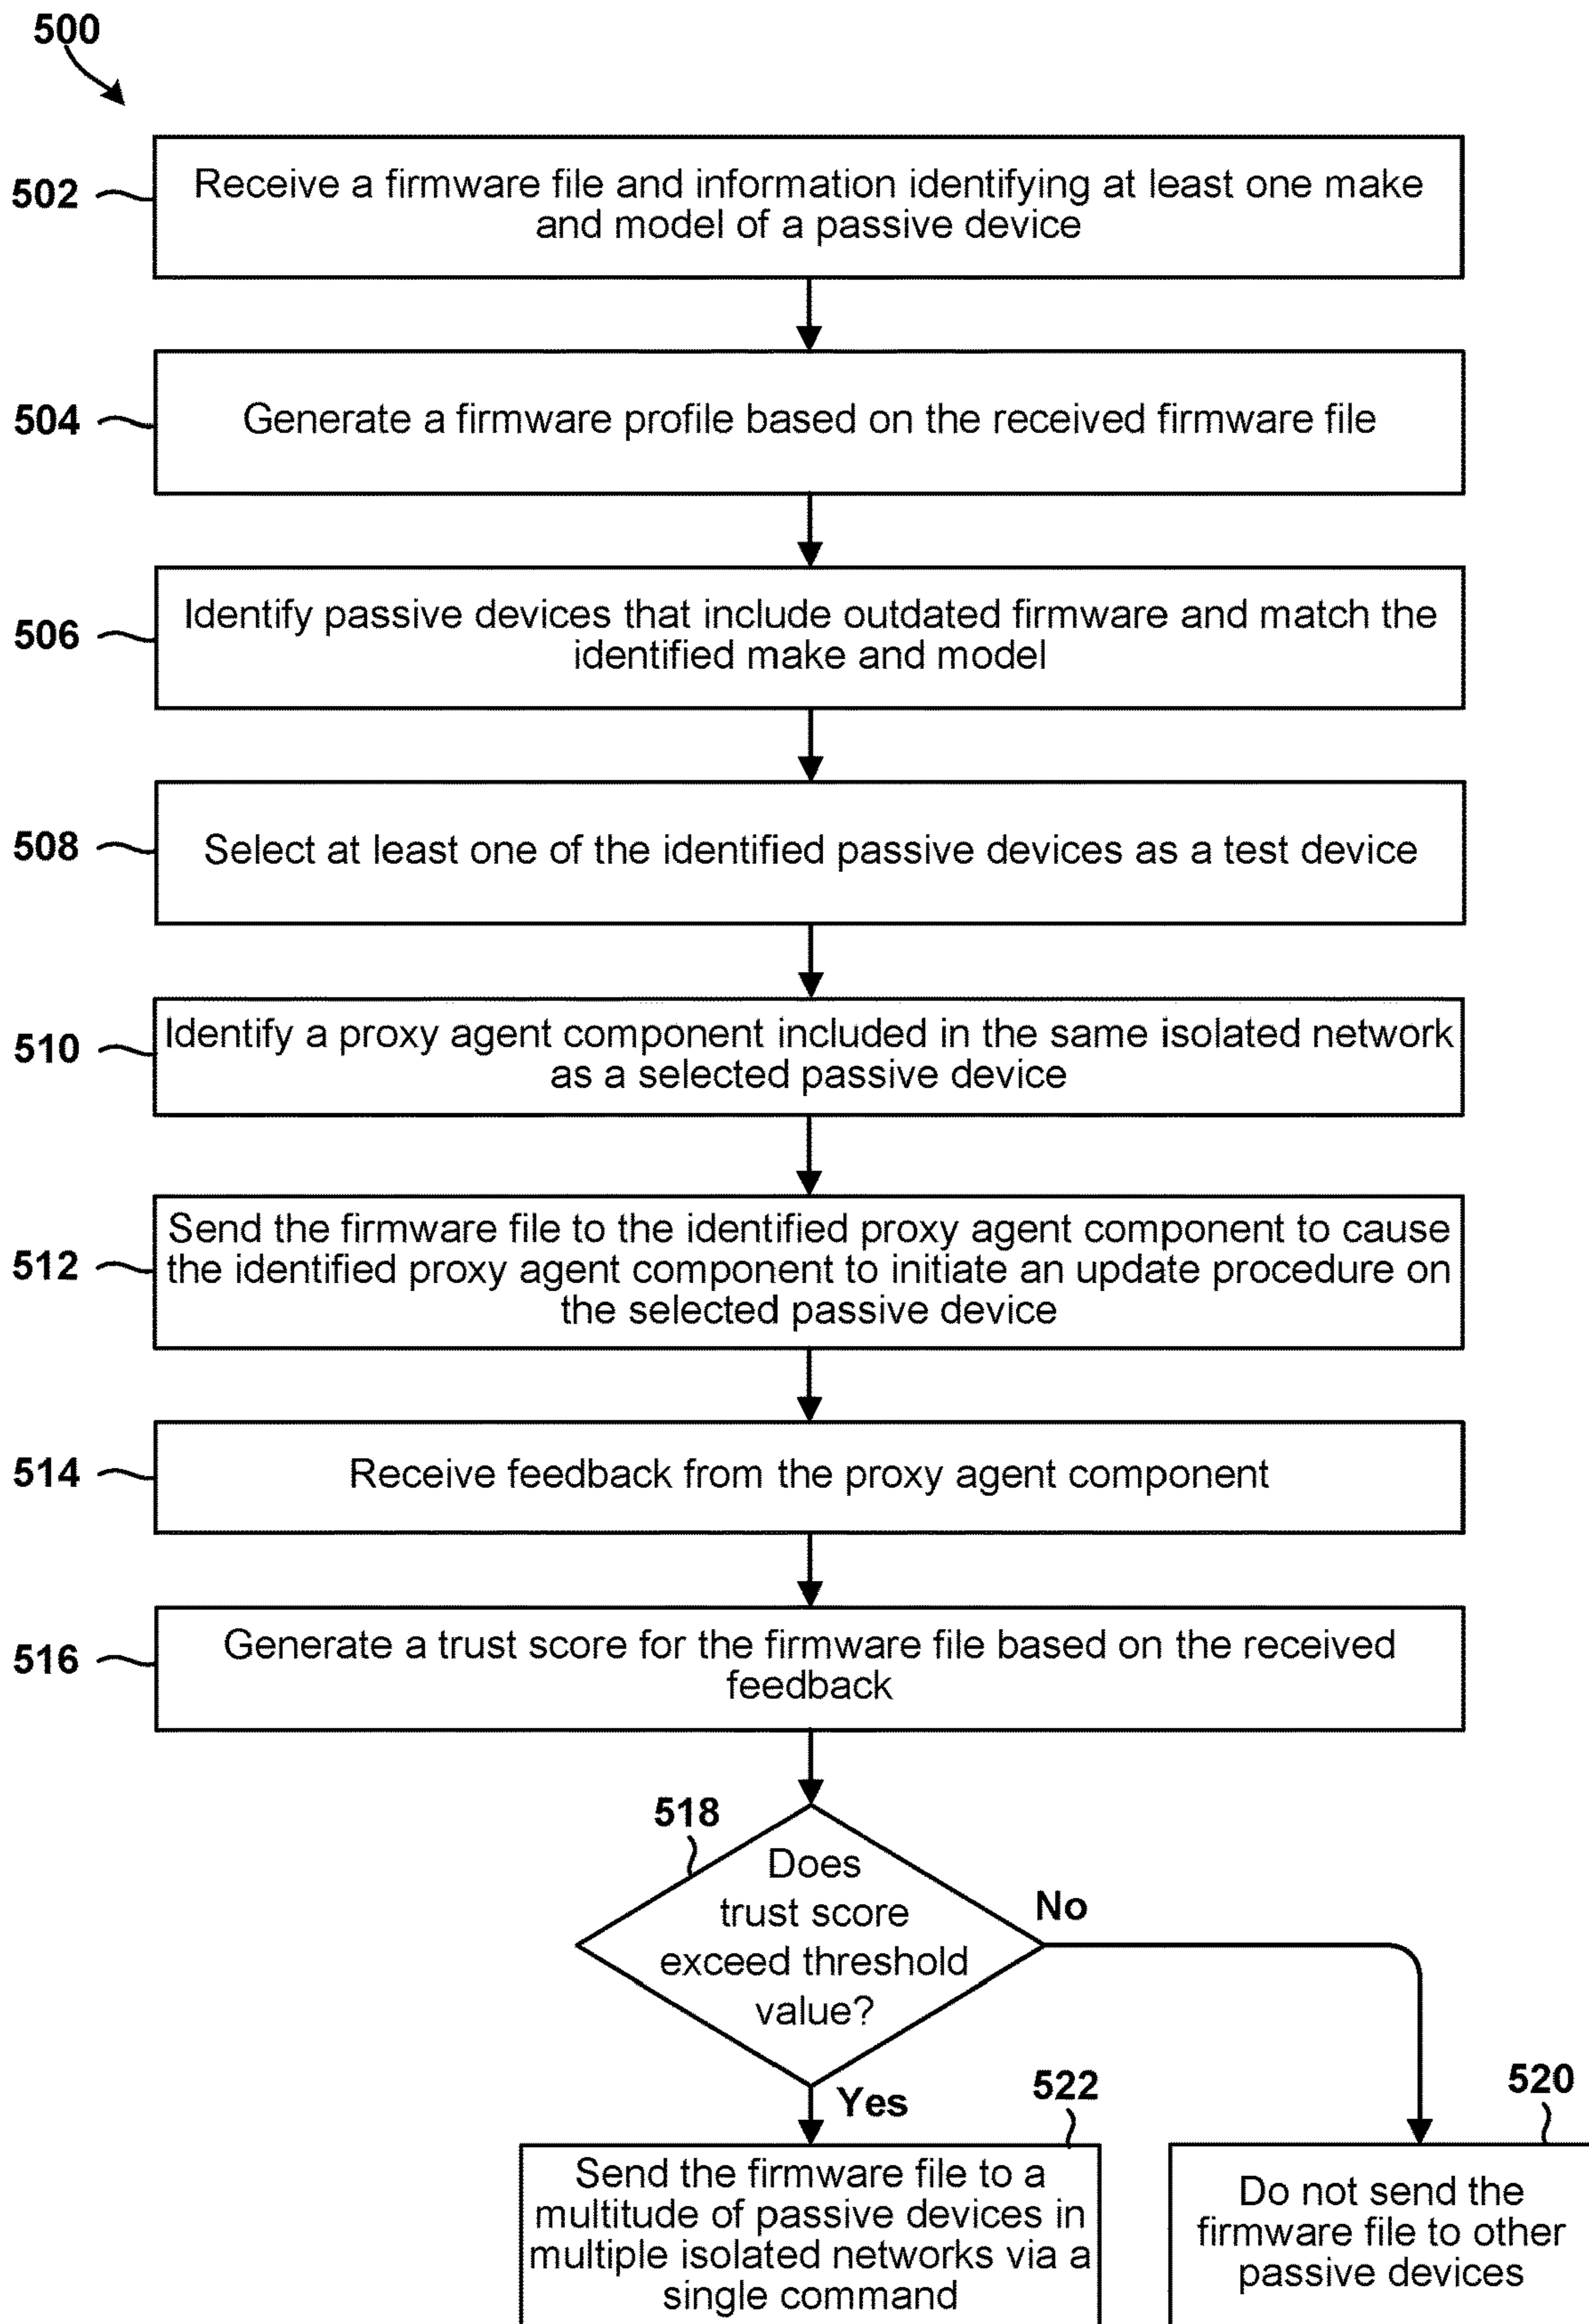 500
502
Receive a firmware file and information identifying at least one make
and model of a passive device
504
Generate a firmware profile based on the received firmware file
506
Identify passive devices that include outdated firmware and match the
identified make and model
508
Select at least one of the identified passive devices as a test device
510
Identify a proxy agent component included in the same isolated network
as a selected passive device
512
Send the firmware file to the identified proxy agent component to cause
the identified proxy agent component to initiate an update procedure on
the selected passive device
514
Receive feedback from the proxy agent component
516
Generate a trust score for the firmware file based on the received
feedback
518
Does
trust score
exceed threshold
value?
No
Yes
522
Send the firmware file to a
multitude of passive devices in
multiple isolated networks via a
single command
520
Do not send the
firmware file to other
passive devices